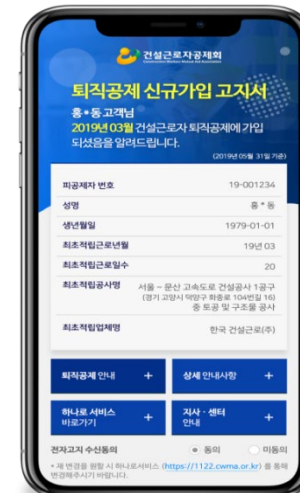 건설근로자공제회
퇴직공제 신규가입 고지서
홍*동 고객님
2019년 03월 건설근로자 퇴직공제에 가입
되셨음을 알려드립니다.
(2019년 05월 31일 기준)
피공제자 번호 19-001234
성명 홍 * 동
생년월일 1979-01-01
최초적립근로년월 19년 03
최초적립근로일수 20
최초적립공사명 서울 ~ 문산 고속도로 건설공사 1공구
(경기 고양시 덕양구 화중로 104번길 16)
중 토공 및 구조물 공사
최초적립업체명 한국 건설근로(주)
퇴직공제 안내 +
상세 안내사항 +
하나로 서비스
바로가기 +
지사 · 센터
안내 +
전자고지 수신동의 동의 미동의
* 제 변경을 원할 시 하나로서비스 (https://1122.cwma.or.kr) 를 통해
변경해주시기 바랍니다.